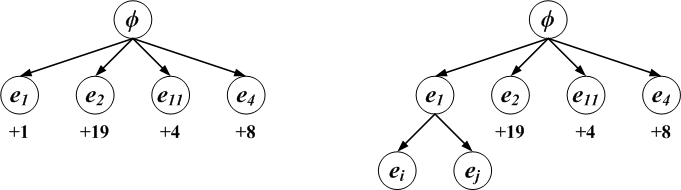 ϕ ϕ
e1 e2 e11 e4 e1 e2 e11 e4
+1 +19 +4 +8 +19 +4 +8
ei ej